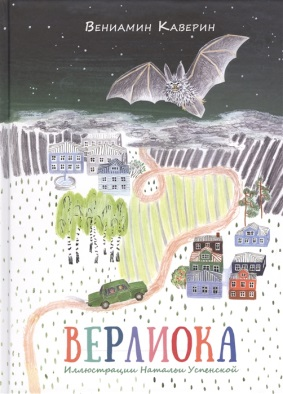 Вениамин Каверин
ВЕРЛИОКА
Иллюстрации Натальи Успенской